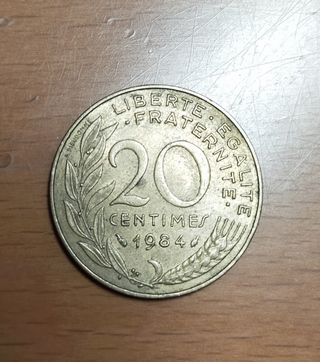 LIBERTE · EGALITE
· FRATERNITE ·
20
CENTIMES
1984